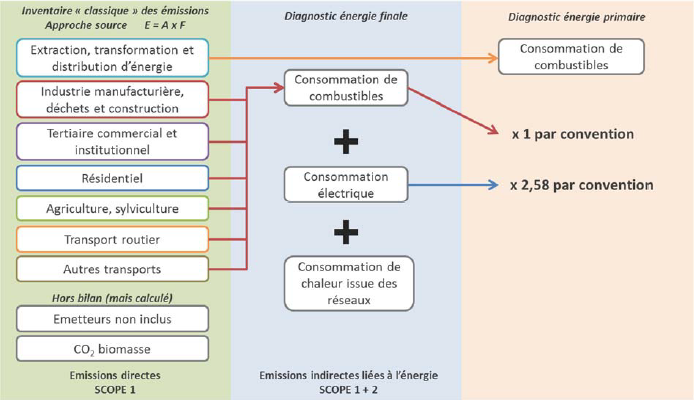 Inventaire « classique » des émissions
Approche source E = A x F
Extraction, transformation et
distribution d'énergie
Industrie manufacturière,
déchets et construction
Tertiaire commercial et
institutionnel
Résidentiel
Agriculture, sylviculture
Transport routier
Autres transports
Hors bilan (mais calculé)
Emetteurs non inclus
CO2 biomasse
Emissions directes
SCOPE 1
Diagnostic énergie finale
Consommation de
combustibles
+
Consommation
électrique
+
Consommation de
chaleur issue des
réseaux
Emissions indirectes liées à l'énergie
SCOPE 1 + 2
Diagnostic énergie primaire
Consommation de
combustibles
x 1 par convention
x 2,58 par convention